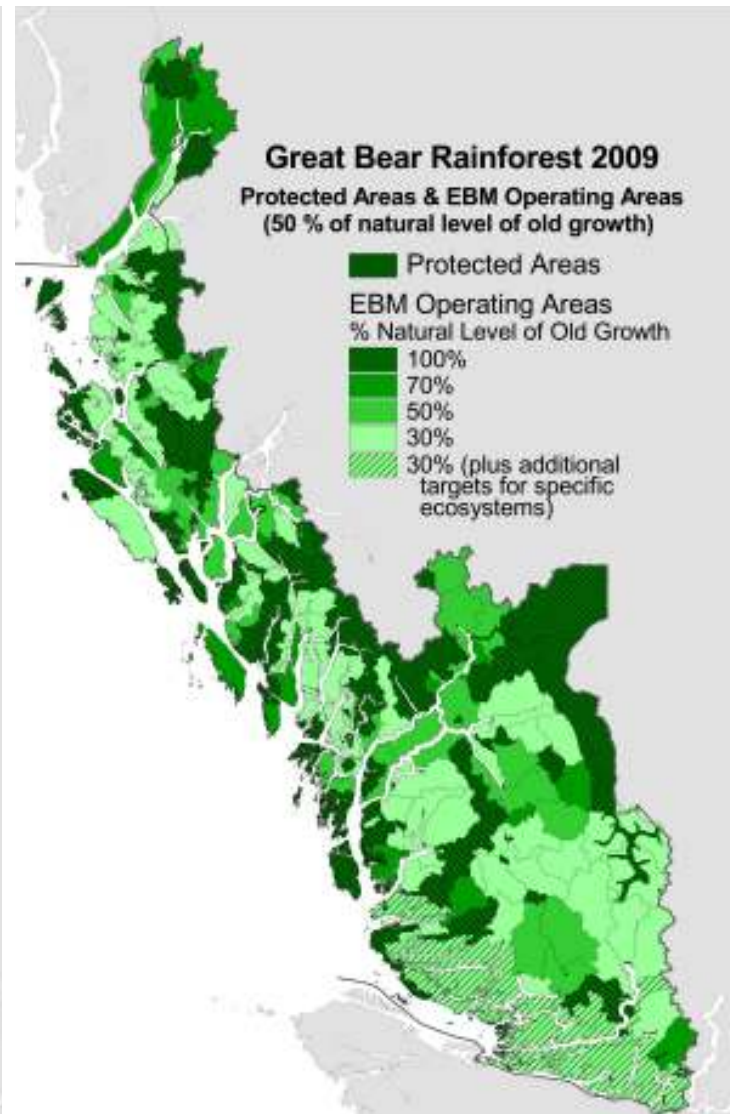 Great Bear Rainforest 2009
Protected Areas & EBM Operating Areas
(50 % of natural level of old growth)
Protected Areas
EBM Operating Areas
% Natural Level of Old Growth
100%
70%
50%
30%
30% (plus additional
targets for specific
ecosystems)